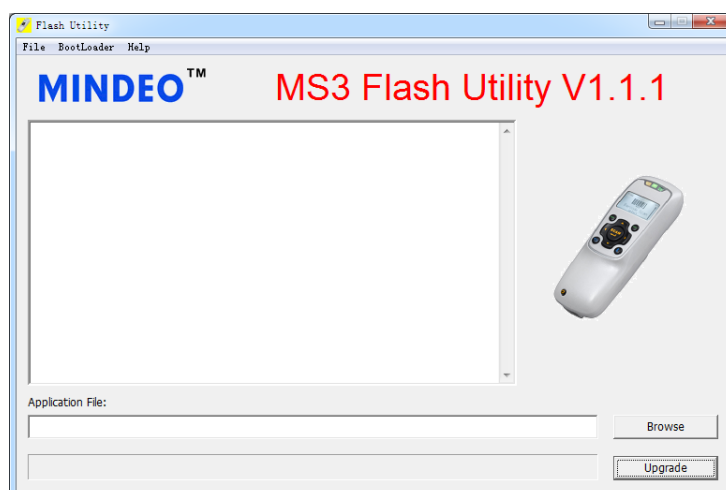 Flash Utility
File BootLoader Help
MINDEO™ MS3 Flash Utility V1.1.1
Application File:
Browse
Upgrade